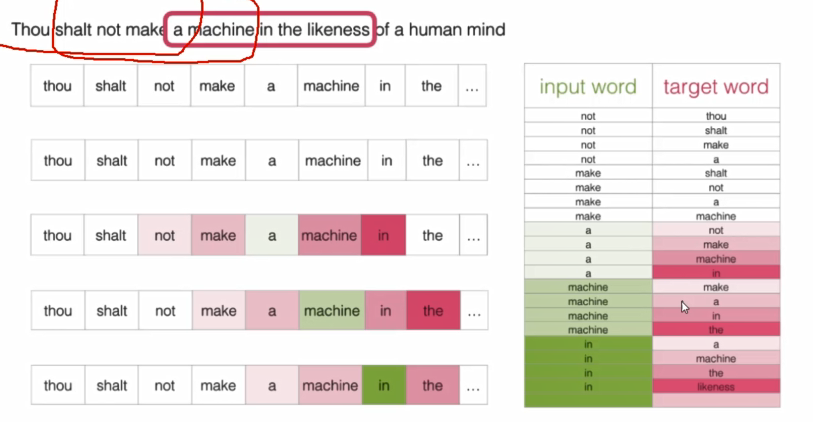 Thou shalt not make a machine in the likeness of a human mind
thou shalt not make a machine in the ...
thou shalt not make a machine in the ...
thou shalt not make a machine in the ...
thou shalt not make a machine in the ...
thou shalt not make a machine in the ...
input word target word
not thou
not shalt
not make
not a
make shalt
make not
make a
make machine
a not
a make
a machine
a in
machine make
machine a
machine in
machine the
in a
in machine
in the
in likeness